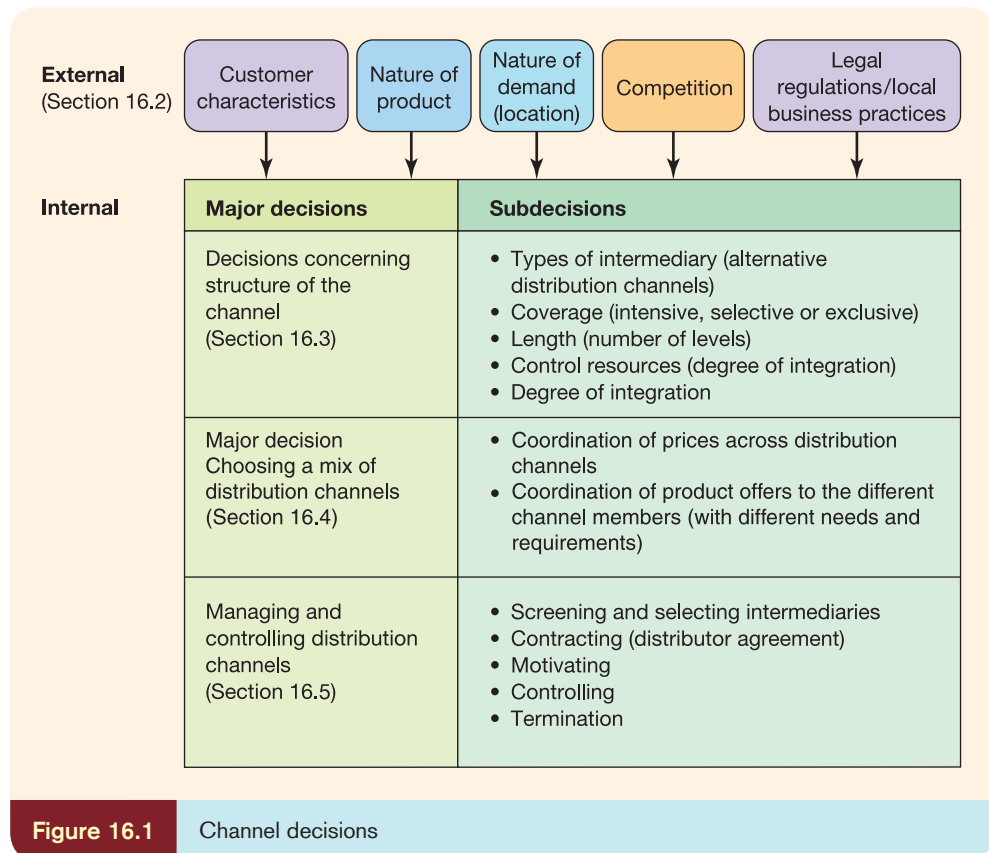 External
(Section 16.2)
Customer
characteristics
Nature of
product
Nature of
demand
(location)
Competition
Legal
regulations/local
business practices
Internal
Major decisions
Subdecisions
Decisions concerning
structure of the
channel
(Section 16.3)
• Types of intermediary (alternative
distribution channels)
• Coverage (intensive, selective or exclusive)
• Length (number of levels)
• Control resources (degree of integration)
• Degree of integration
Major decision
Choosing a mix of
distribution channels
(Section 16.4)
• Coordination of prices across distribution
channels
• Coordination of product offers to the different
channel members (with different needs and
requirements)
Managing and
controlling distribution
channels
(Section 16.5)
• Screening and selecting intermediaries
• Contracting (distributor agreement)
• Motivating
• Controlling
• Termination
Figure 16.1
Channel decisions